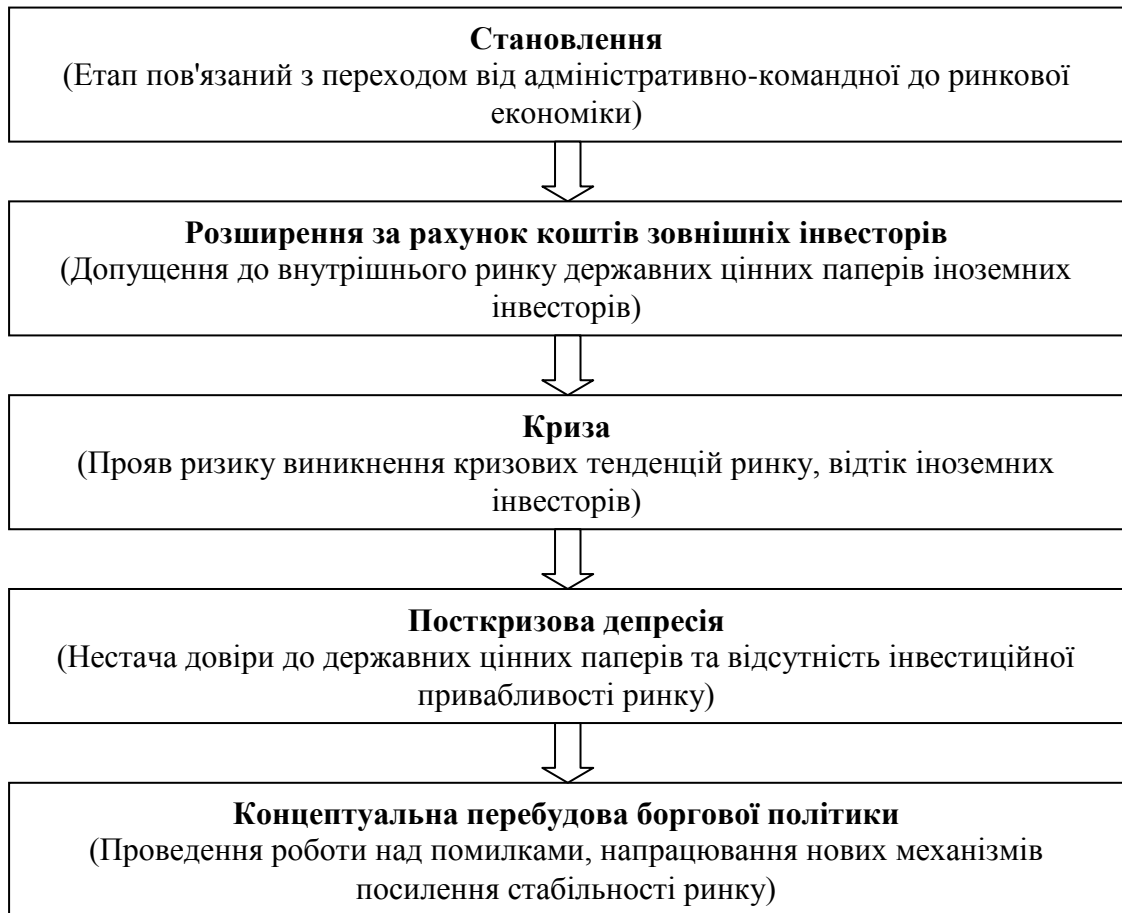 Становлення
(Етап пов'язаний з переходом від адміністративно-командної до ринкової
економіки)
Розширення за рахунок коштів зовнішніх інвесторів
(Допущення до внутрішнього ринку державних цінних паперів іноземних
інвесторів)
Криза
(Прояв ризику виникнення кризових тенденцій ринку, відтік іноземних
інвесторів)
Посткризова депресія
(Нестача довіри до державних цінних паперів та відсутність інвестиційної
привабливості ринку)
Концептуальна перебудова боргової політики
(Проведення роботи над помилками, напрацювання нових механізмів
посилення стабільності ринку)